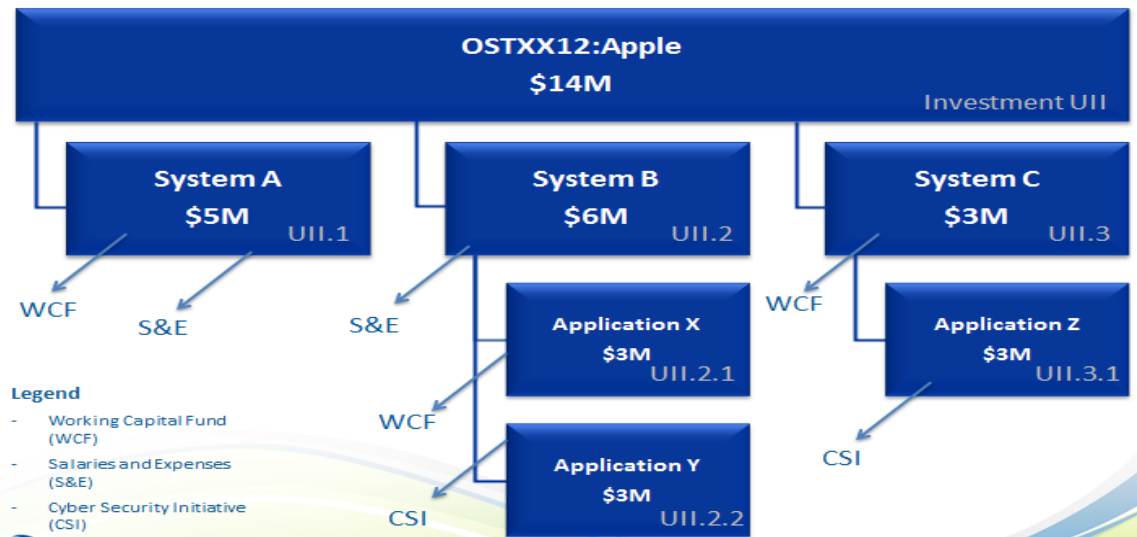 OSTXX12:Apple
$14M
Investment UII
System A
$5M
UII.1
System B
$6M
UII.2
System C
$3M
UII.3
WCF
S&E
S&E
WCF
Application X
$3M
UII.2.1
Application Z
$3M
UII.3.1
WCF
CSI
Application Y
$3M
UII.2.2
CSI
Legend
- Working Capital Fund
(WCF)
- Salaries and Expenses
(S&E)
- Cyber Security Initiative
(CSI)